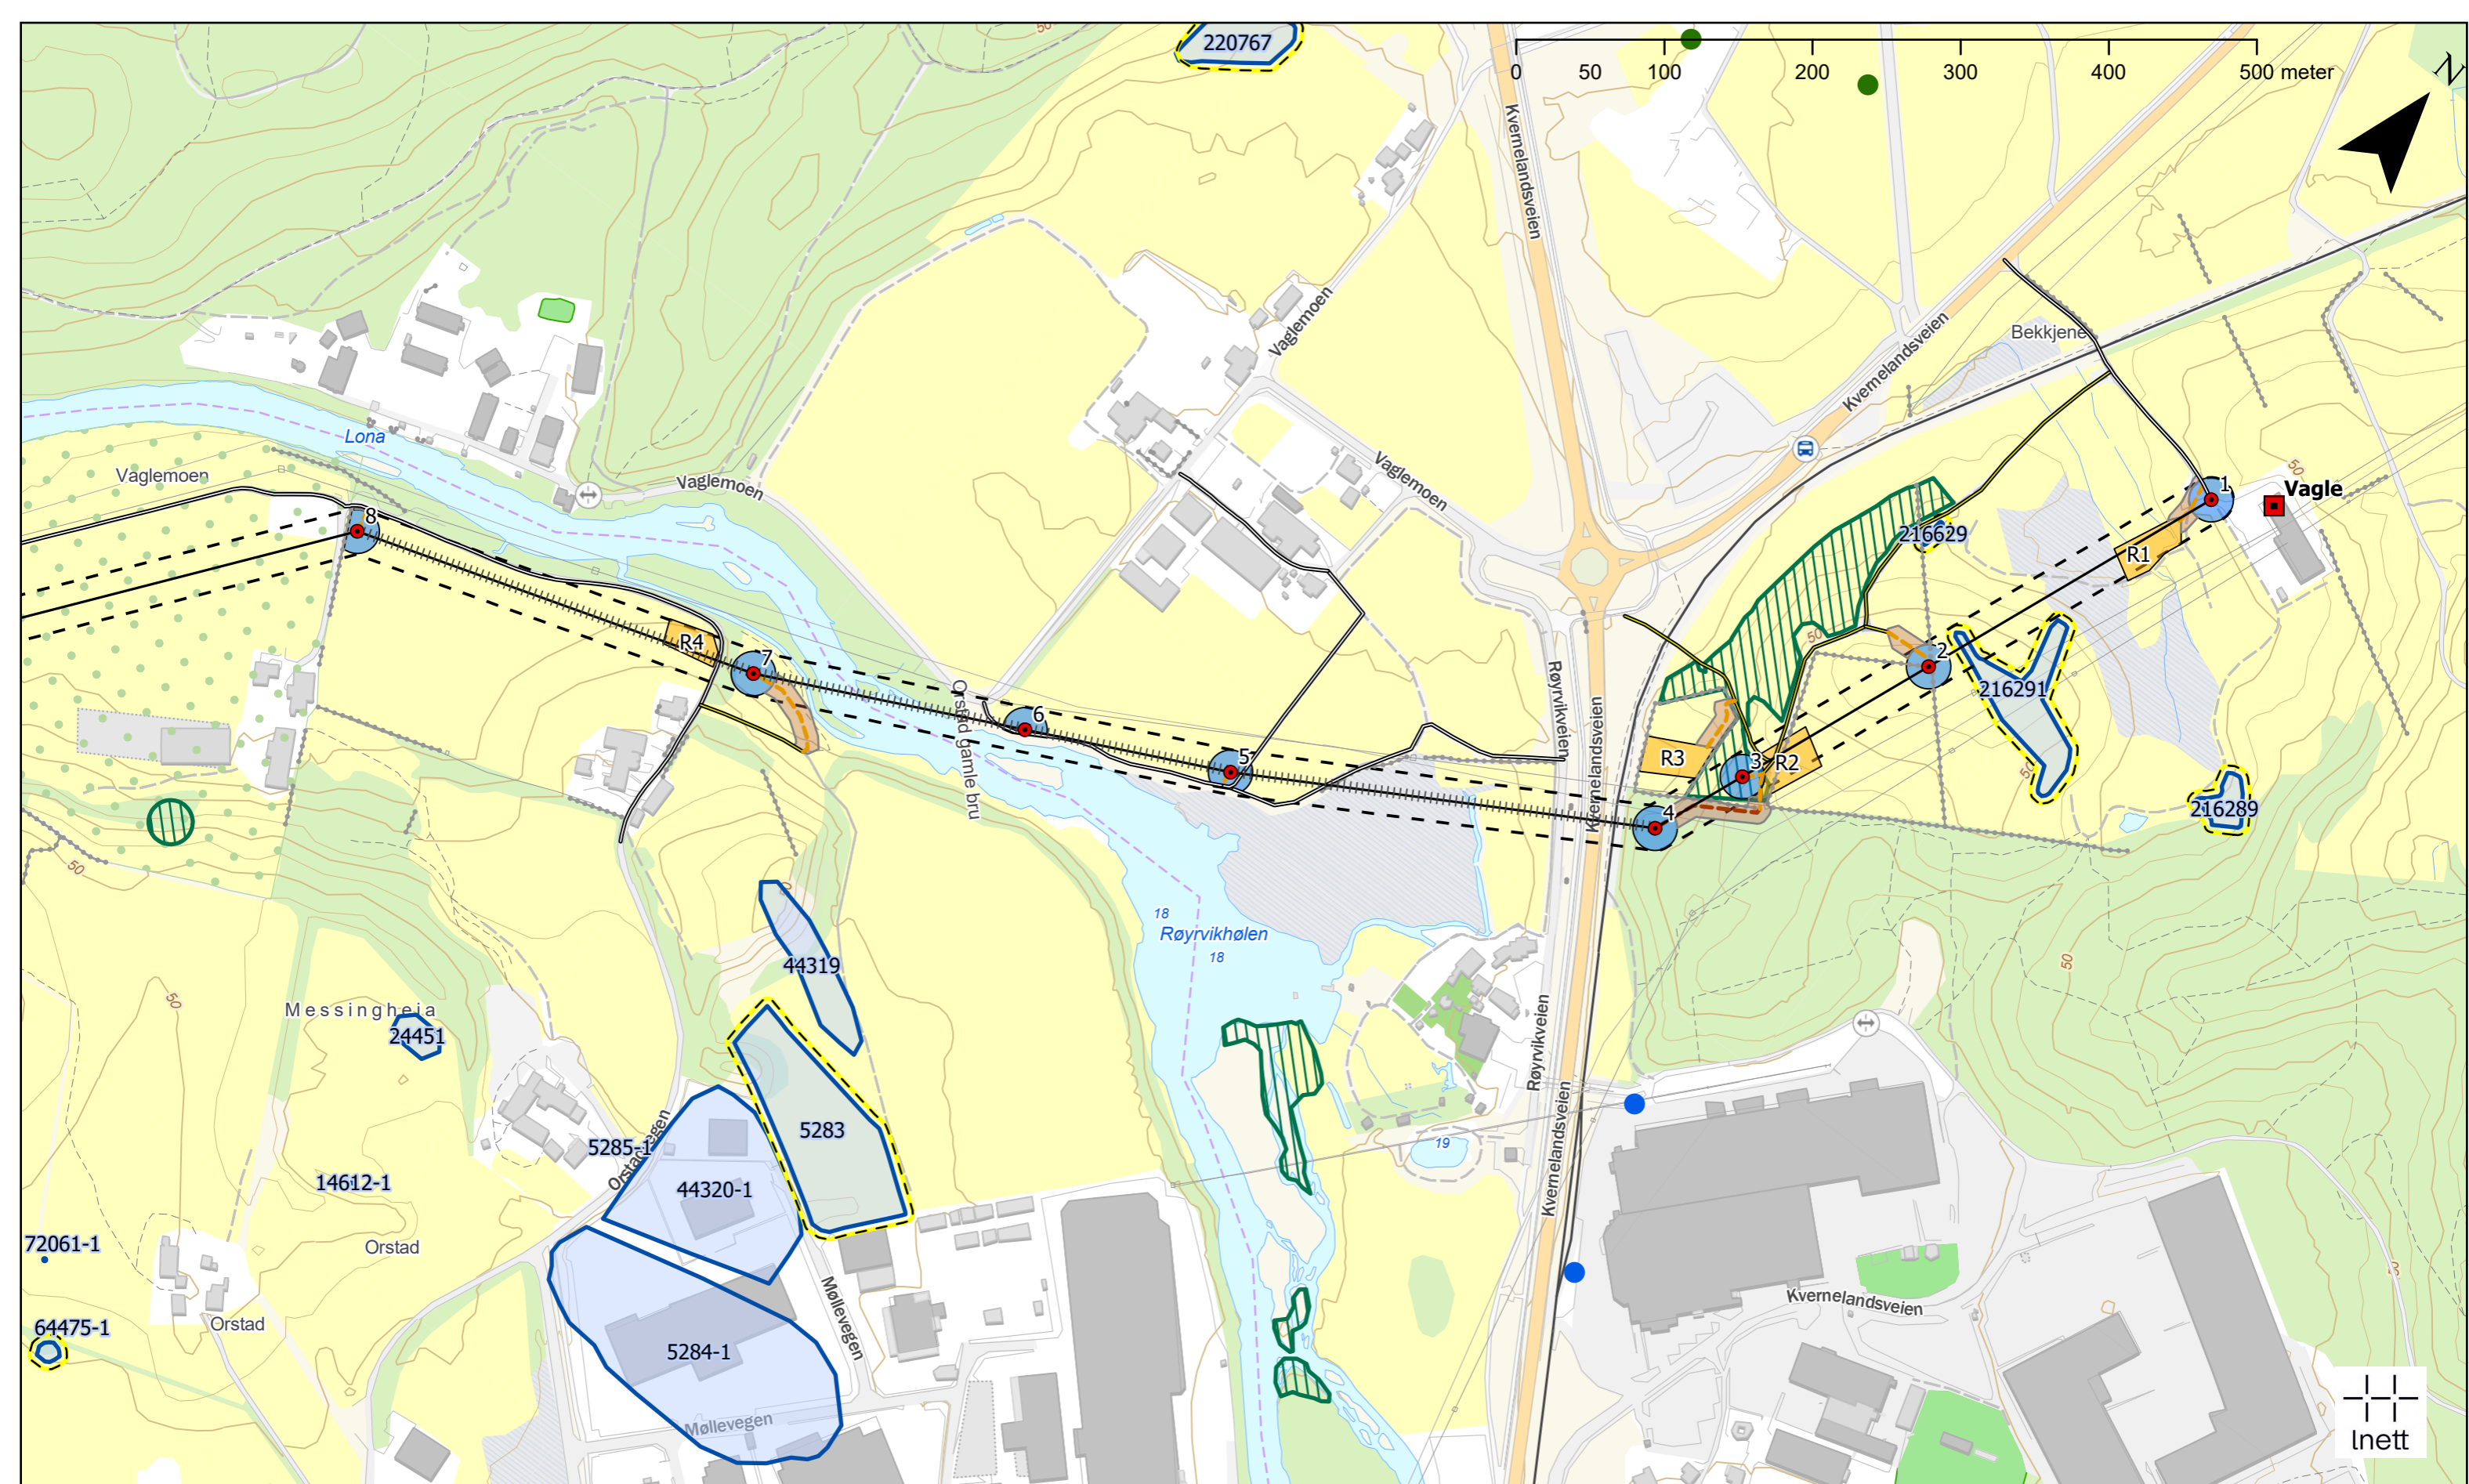 220767
0 50 100 200 300 400 500 meter
N
50
Kvernelandsveien
Vaglemoen
Kvernelandsveien
Bekkjene
Lona
Vaglemoen
Vaglemoen
Vaglemoen
50
1
Vagle
216629
R1
8
50
R4
7
2
216291
Orstad gamle bru
6
Røyrvikveien
Kvernelandsveien
5
R3
3
R2
50
4
216289
50
18
Røyrvikhølen
18
44319
50
50
Messingheia
24451
Røyrvikveien
5283
5285-1
Orstadvegen
19
Kvernelandsveien
14612-1
44320-1
72061-1
Orstad
Møllevegen
Kvernelandsveien
64475-1
Orstad
5284-1
Møllevegen
lnett